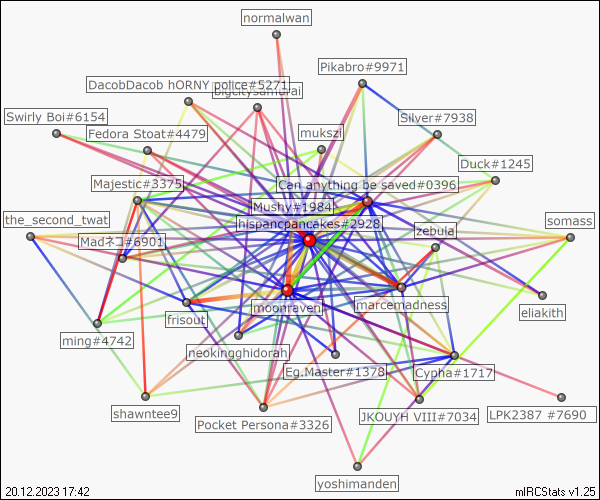 normalwan
Pikabro#9971
DacobDacob hORNY police#5271
bigcitysamurai
Swirly Boi#6154
Silver#7938
Fedora Stoat#4479
mukszi
Duck#1245
Majestic#3375
Can anything be saved#0396
Mushy#1984
the_second_twat
hispancpancakes#2928
somass
zebula
Madネコ#6901
eliakith
marcemadness
moonraveni
frisout
ming#4742
neokingghidorah
Eg.Master#1378
Cypha#1717
shawntee9
JKOUYH VIII#7034
LPK2387 #7690
Pocket Persona#3326
yoshimanden
20.12.2023 17:42
mIRCStats v1.25